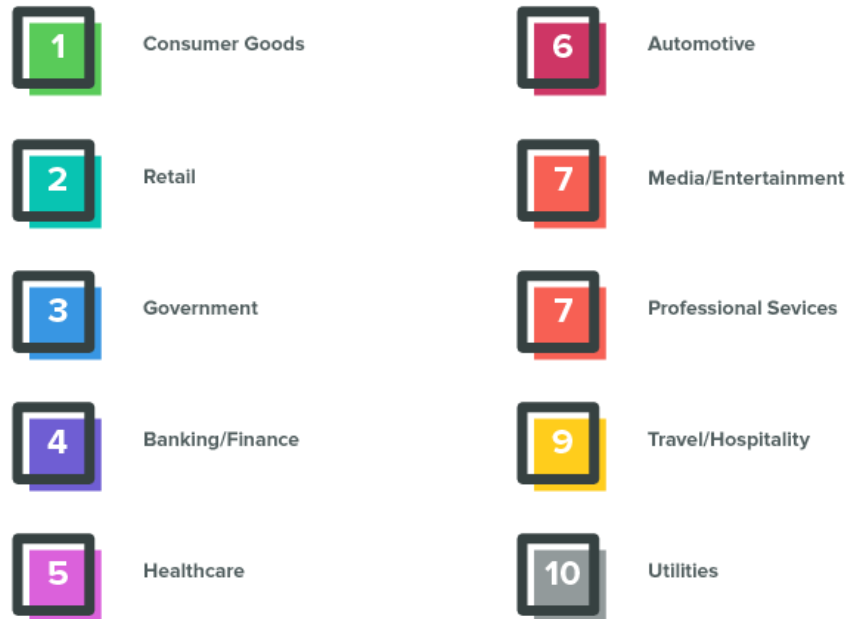 1 Consumer Goods
2 Retail
3 Government
4 Banking/Finance
5 Healthcare
6 Automotive
7 Media/Entertainment
7 Professional Sevices
9 Travel/Hospitality
10 Utilities